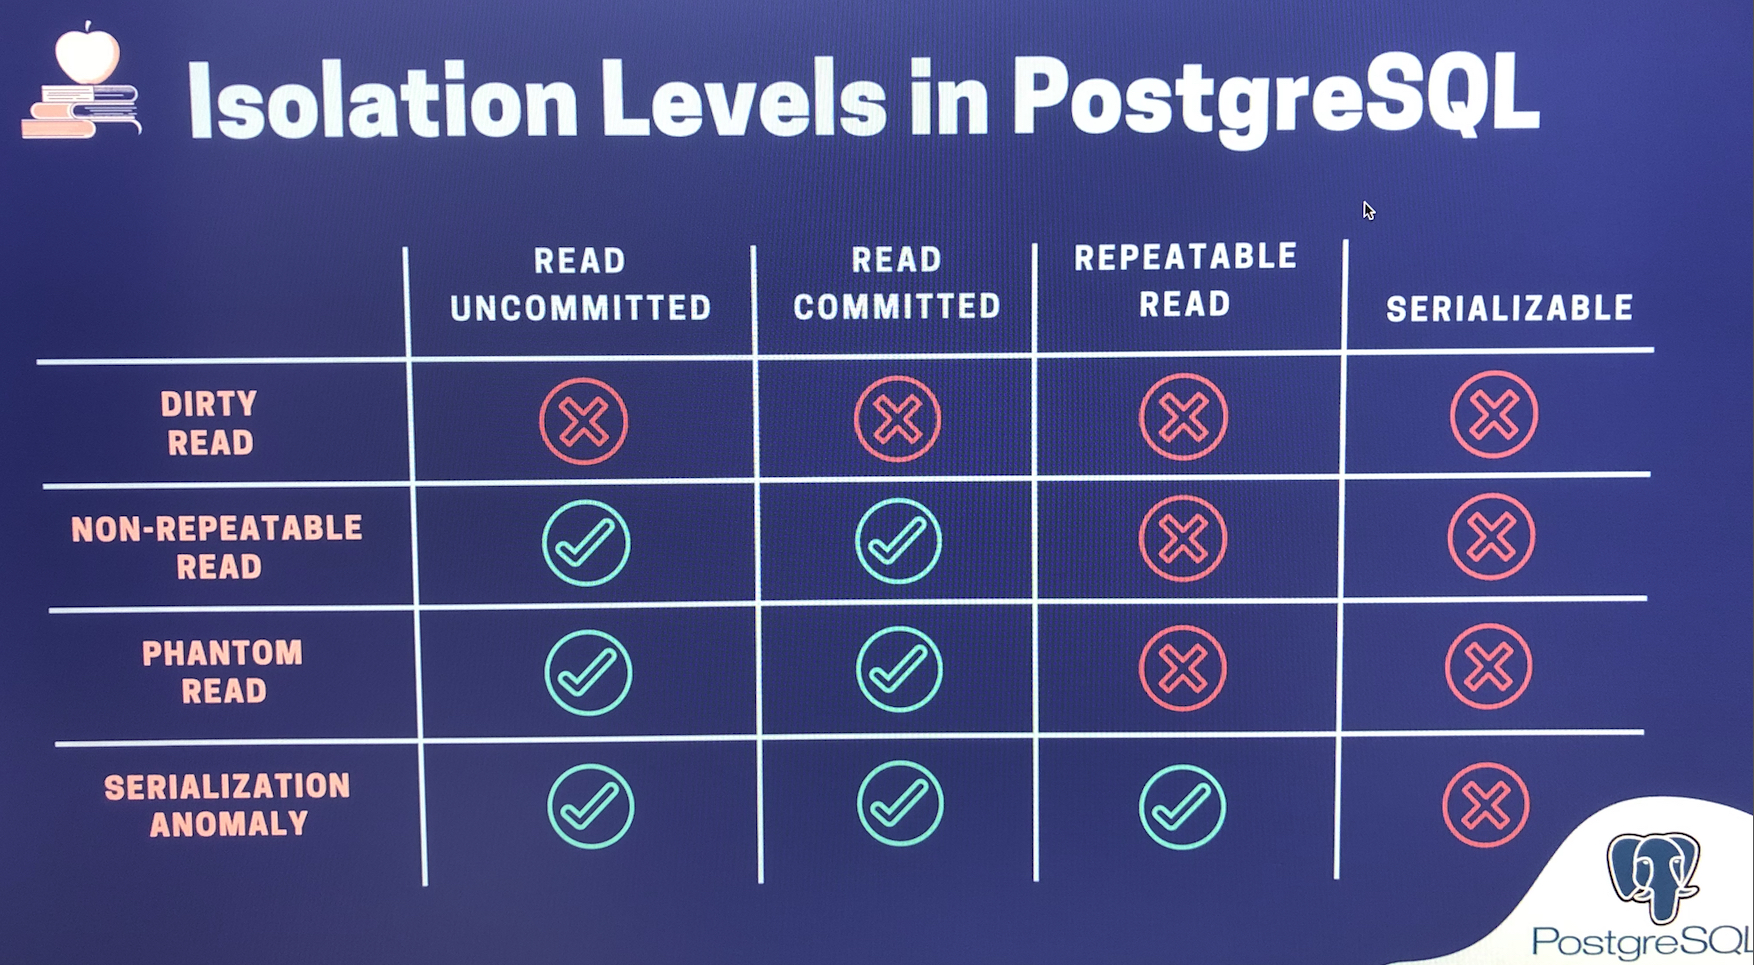 Isolation Levels in PostgreSQL
READ
UNCOMMITTED
READ
COMMITTED
REPEATABLE
READ
SERIALIZABLE
DIRTY
READ
NON-REPEATABLE
READ
PHANTOM
READ
SERIALIZATION
ANOMALY
PostgreSQL